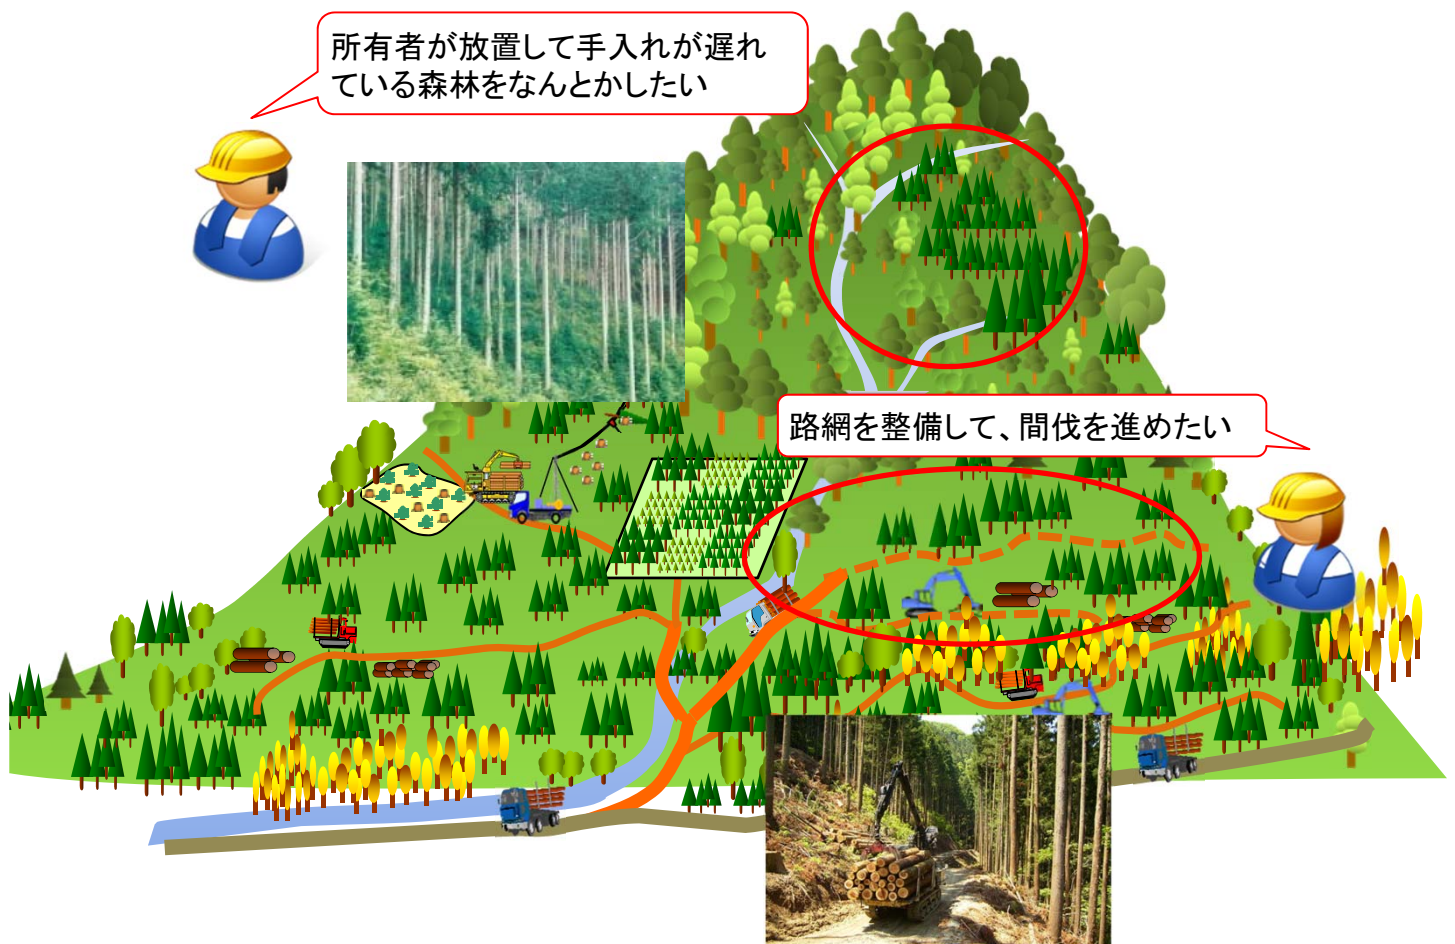 所有者が放置して手入れが遅れ
ている森林をなんとかしたい
路網を整備して、間伐を進めたい